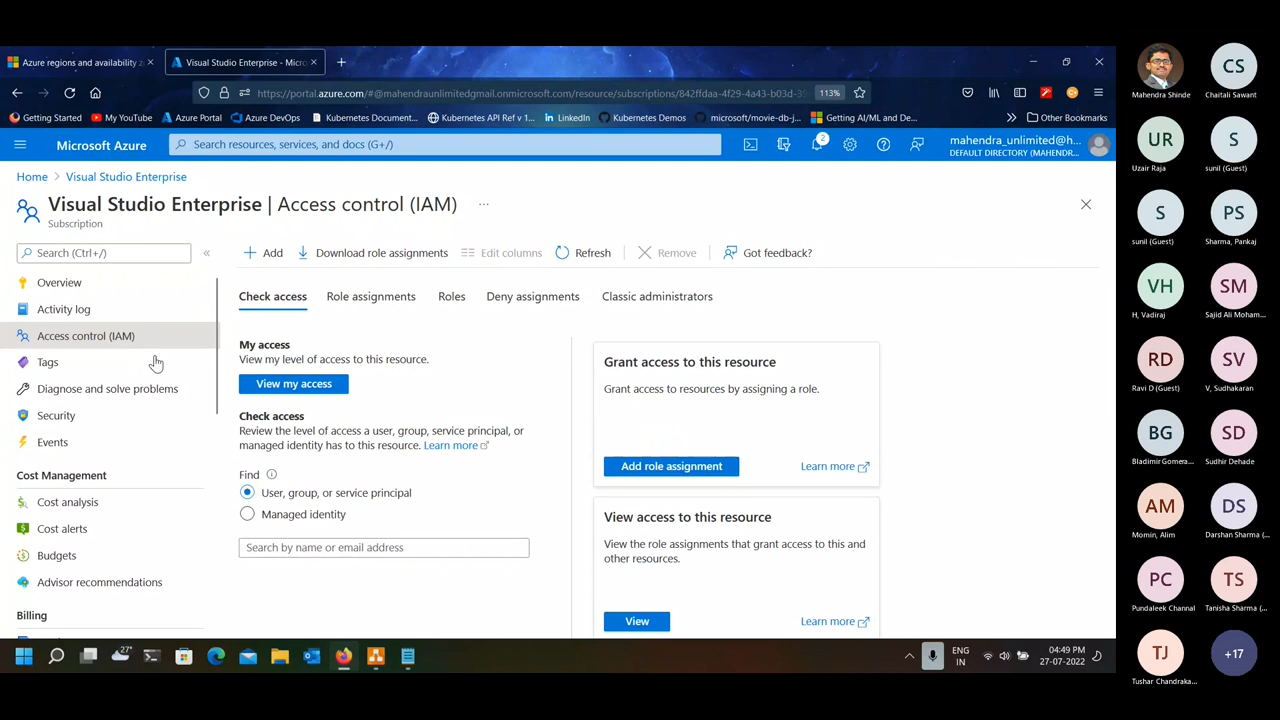 Azure regions and availability z
Visual Studio Enterprise - Micro
https://portal.azure.com/#@mahendraunlimitedgmail.onmicrosoft.com/resource/subscriptions/842ffdaa-4f29-4a43-b03d-39
113%
Getting Started
My YouTube
Azure Portal
Azure DevOps
Kubernetes Document...
Kubernetes API Ref v 1...
LinkedIn
Kubernetes Demos
microsoft/movie-db-j...
Getting AI/ML and De...
Other Bookmarks
Microsoft Azure
Search resources, services, and docs (G+/)
2
mahendra_unlimited@h...
DEFAULT DIRECTORY (MAHENDR...
Home > Visual Studio Enterprise
Visual Studio Enterprise | Access control (IAM) ...
Subscription
Search (Ctrl+/)
Overview
Activity log
Access control (IAM)
Tags
Diagnose and solve problems
Security
Events
Cost Management
Cost analysis
Cost alerts
Budgets
Advisor recommendations
Billing
Add
Download role assignments
Edit columns
Refresh
Remove
Got feedback?
Check access
Role assignments
Roles
Deny assignments
Classic administrators
My access
View my level of access to this resource.
View my access
Check access
Review the level of access a user, group, service principal, or
managed identity has to this resource. Learn more
Find
User, group, or service principal
Managed identity
Search by name or email address
Grant access to this resource
Grant access to resources by assigning a role.
Add role assignment
Learn more
View access to this resource
View the role assignments that grant access to this and
other resources.
View
Learn more
27°
ENG
IN
04:49 PM
27-07-2022
Mahendra Shinde
CS
Chaitali Sawant
UR
Uzair Raja
S
sunil (Guest)
S
sunil (Guest)
PS
Sharma, Pankaj
VH
H, Vadiraj
SM
Sajid Ali Moham...
RD
Ravi D (Guest)
SV
V, Sudhakaran
BG
Bladimir Gomera...
SD
Sudhir Dehade
AM
Momin, Alim
DS
Darshan Sharma (...
PC
Pundaleek Channal
TS
Tanisha Sharma (...
TJ
Tushar Chandraka...
+17